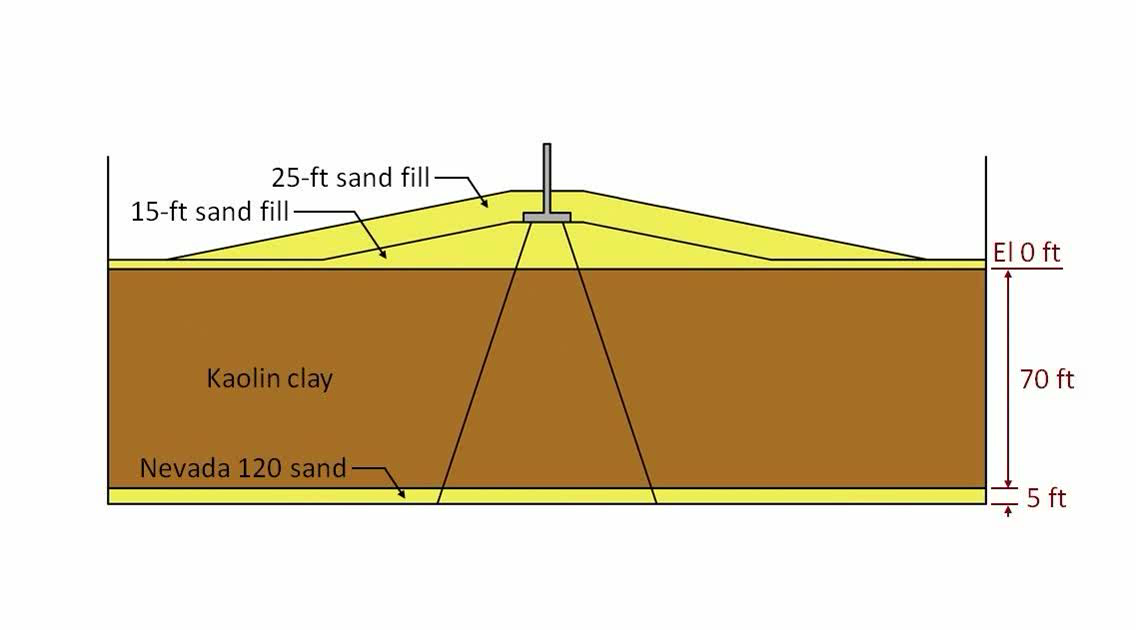 25-ft sand fill
15-ft sand fill
El 0 ft
Kaolin clay
70 ft
Nevada 120 sand
5 ft